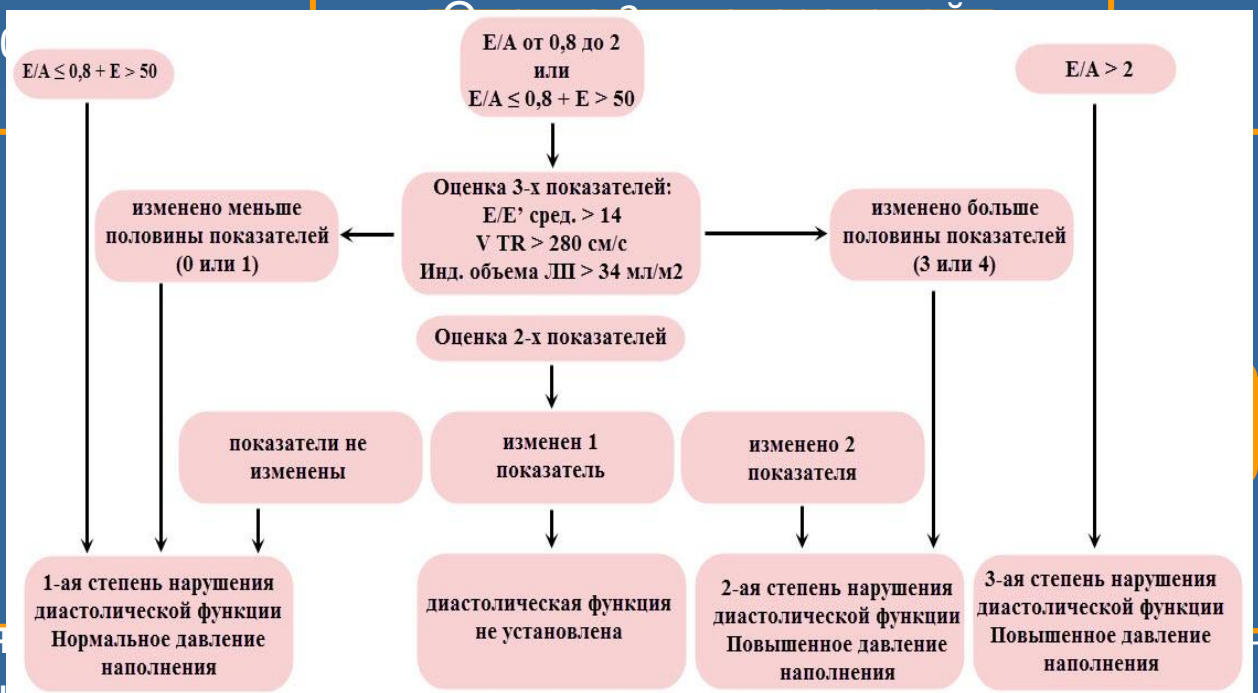 E/A ≤ 0,8 + E > 50
E/A от 0,8 до 2
или
E/A ≤ 0,8 + E > 50
E/A > 2
изменено меньше
половины показателей
(0 или 1)
Оценка 3-х показателей:
E/E’ сред. > 14
V TR > 280 см/с
Инд. объема ЛП > 34 мл/м2
изменено больше
половины показателей
(3 или 4)
Оценка 2-х показателей
показатели не
изменены
изменен 1
показатель
изменено 2
показателя
1-ая степень нарушения
диастолической функции
Нормальное давление
наполнения
диастолическая функция
не установлена
2-ая степень нарушения
диастолической функции
Повышенное давление
наполнения
3-ая степень нарушения
диастолической функции
Повышенное давление
наполнения